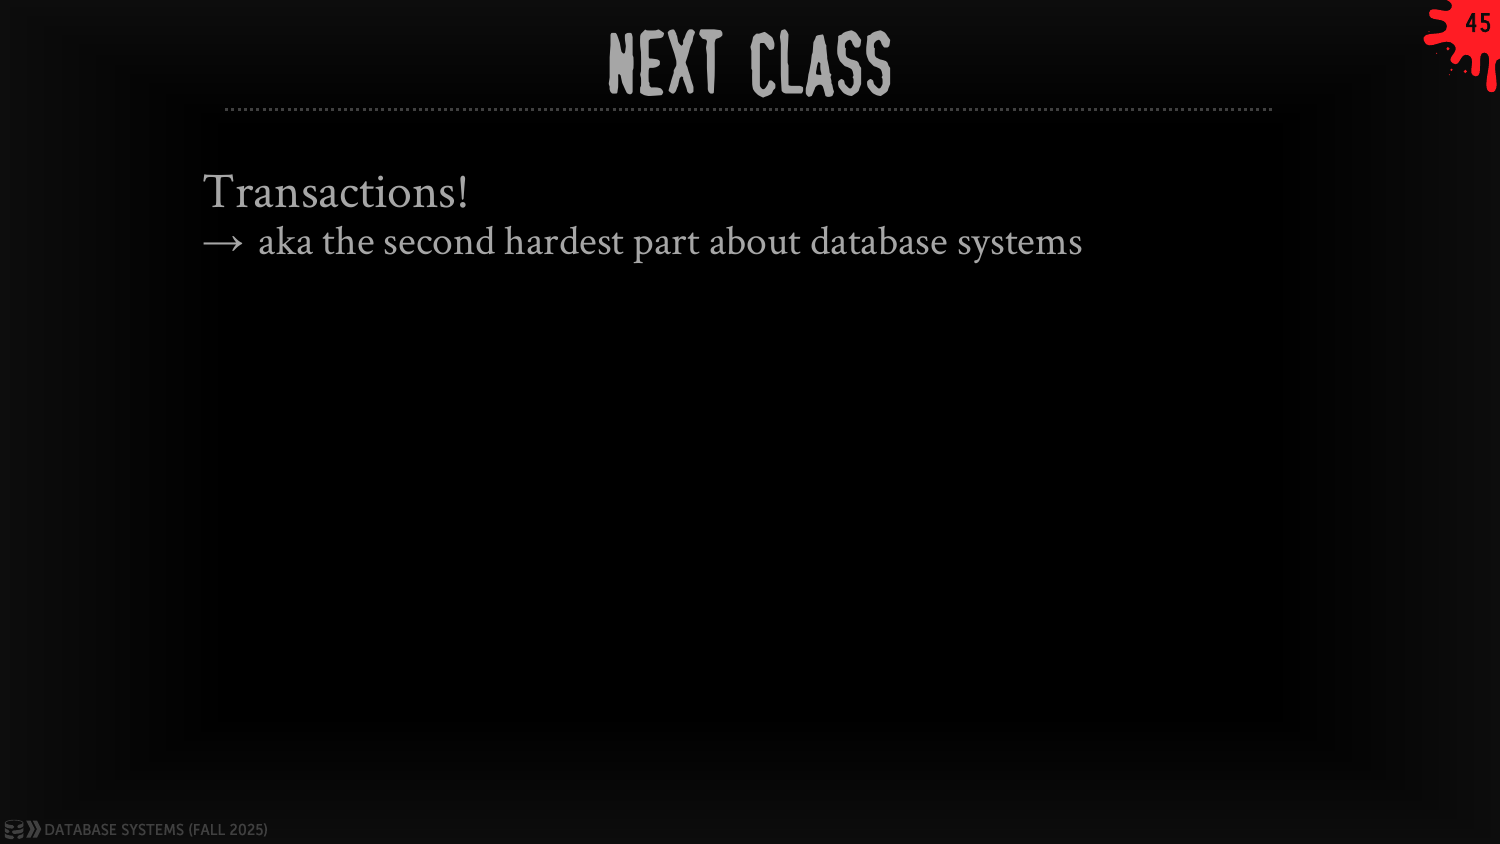 NEXT CLASS
45
Transactions!
→ aka the second hardest part about database systems
DATABASE SYSTEMS (FALL 2025)